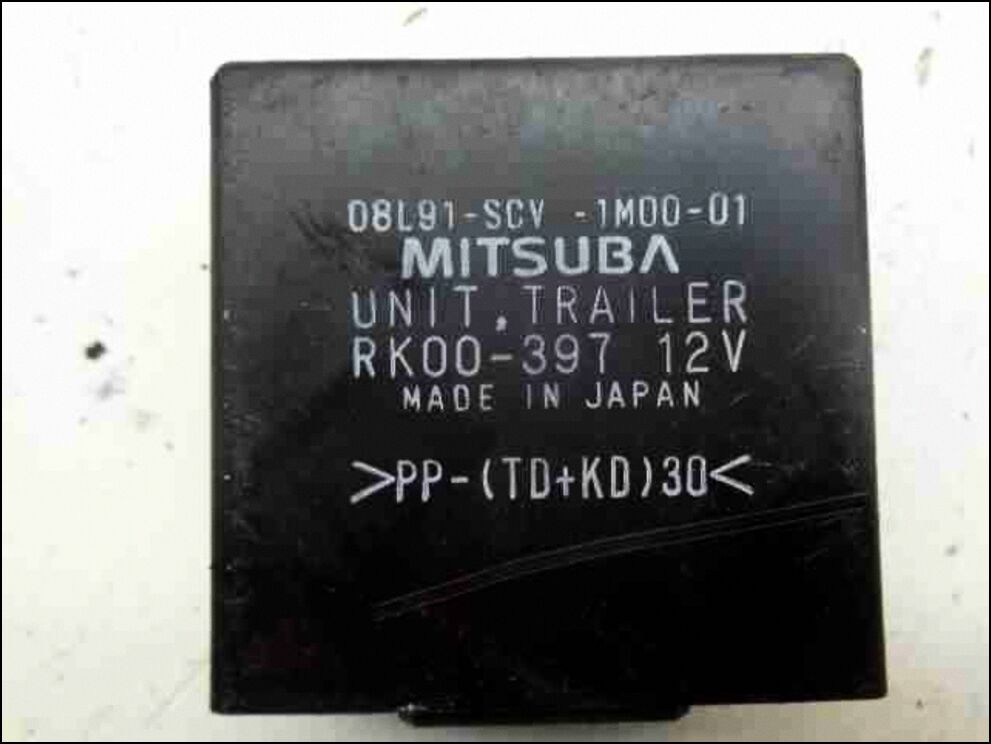 08L91-SCV -1M00-01
MITSUBA
UNIT, TRAILER
RK00-397 12V
MADE IN JAPAN
>PP-(TD+KD)30<